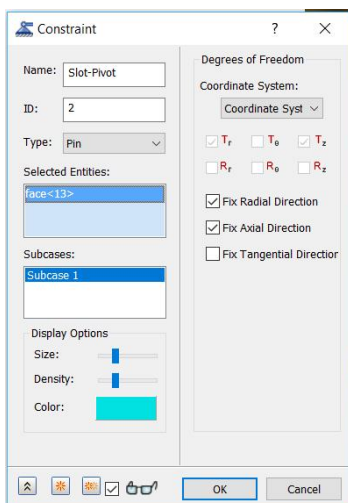 Constraint
?
Name: Slot-Pivot
ID: 2
Type: Pin
Selected Entities:
face<13>
Subcases:
Subcase 1
Display Options
Size:
Density:
Color:
Degrees of Freedom
Coordinate System:
Coordinate Syst
Tr Tθ Tz
Rr Rθ Rz
Fix Radial Direction
Fix Axial Direction
Fix Tangential Direction
OK Cancel